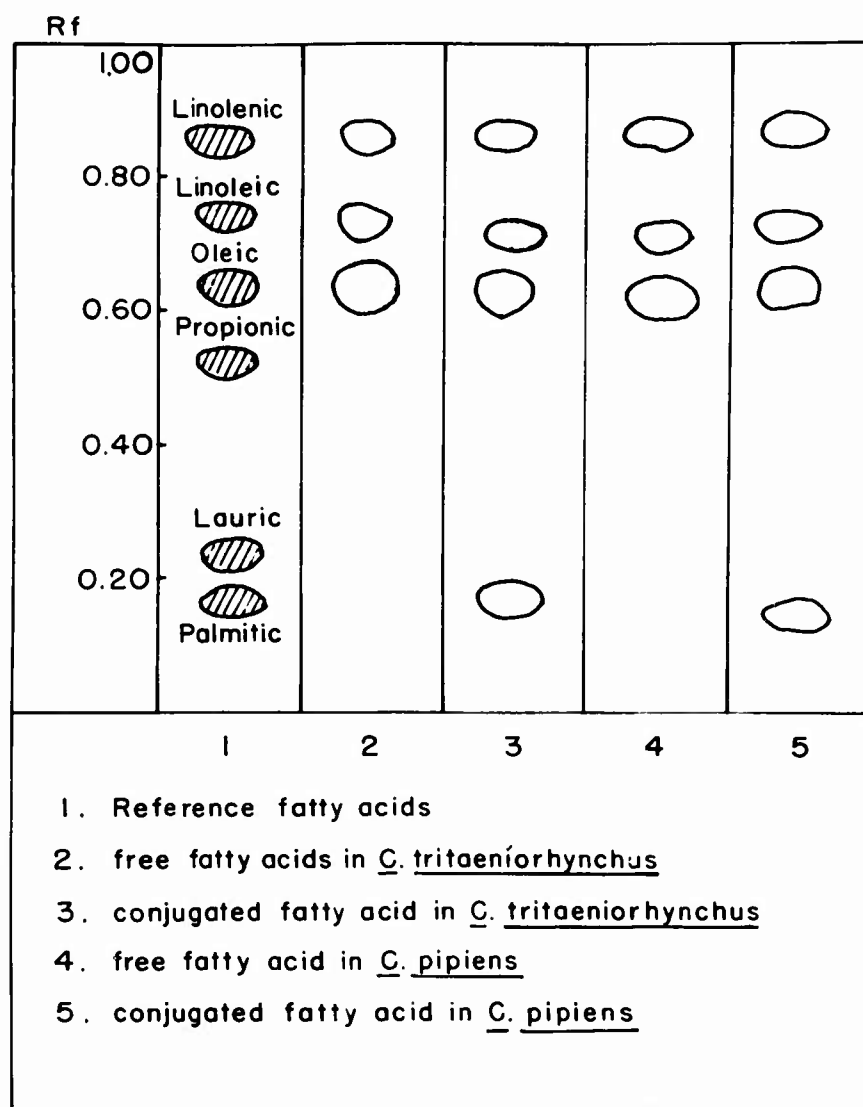 Rf
1.00
Linolenic
0.80
Linoleic
Oleic
0.60
Propionic
0.40
Lauric
0.20
Palmitic
1 2 3 4 5
1. Reference fatty acids
2. free fatty acids in C. tritaeniorhynchus
3. conjugated fatty acid in C. tritaeniorhynchus
4. free fatty acid in C. pipiens
5. conjugated fatty acid in C. pipiens